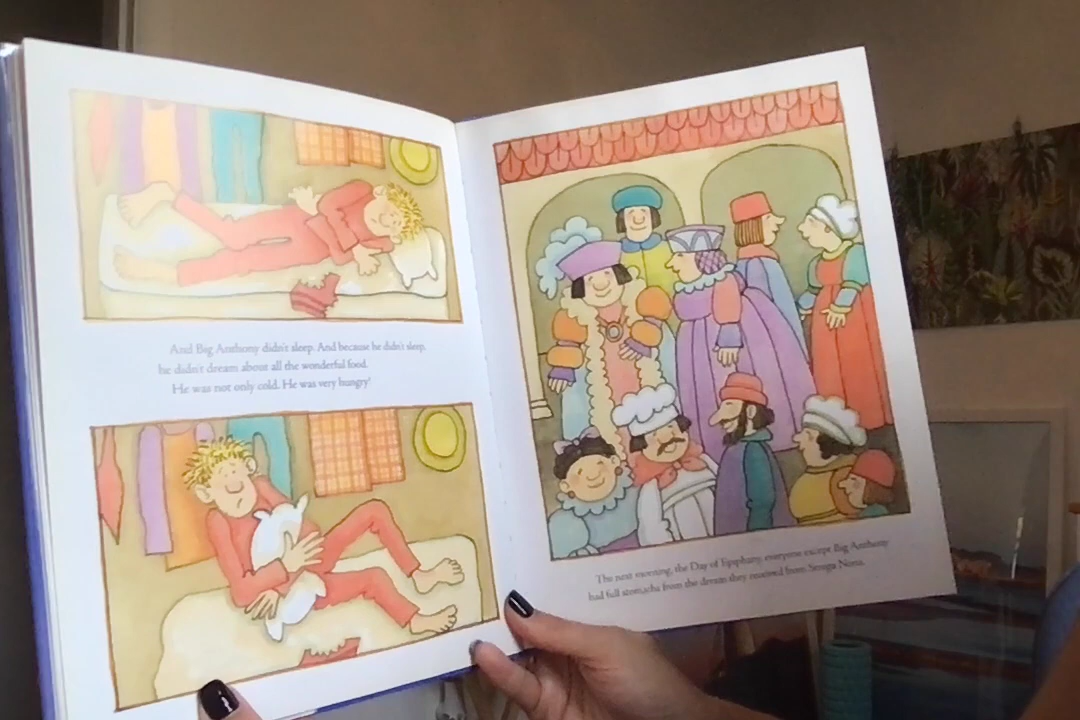 And Big Anthony didn't sleep. And because he didn't sleep,
he didn't dream about all the wonderful food.
He was not only cold. He was very hungry!
The next morning, the Day of Epiphany, everyone except Big Anthony
had full stomachs from the dream they received from Strega Nona.